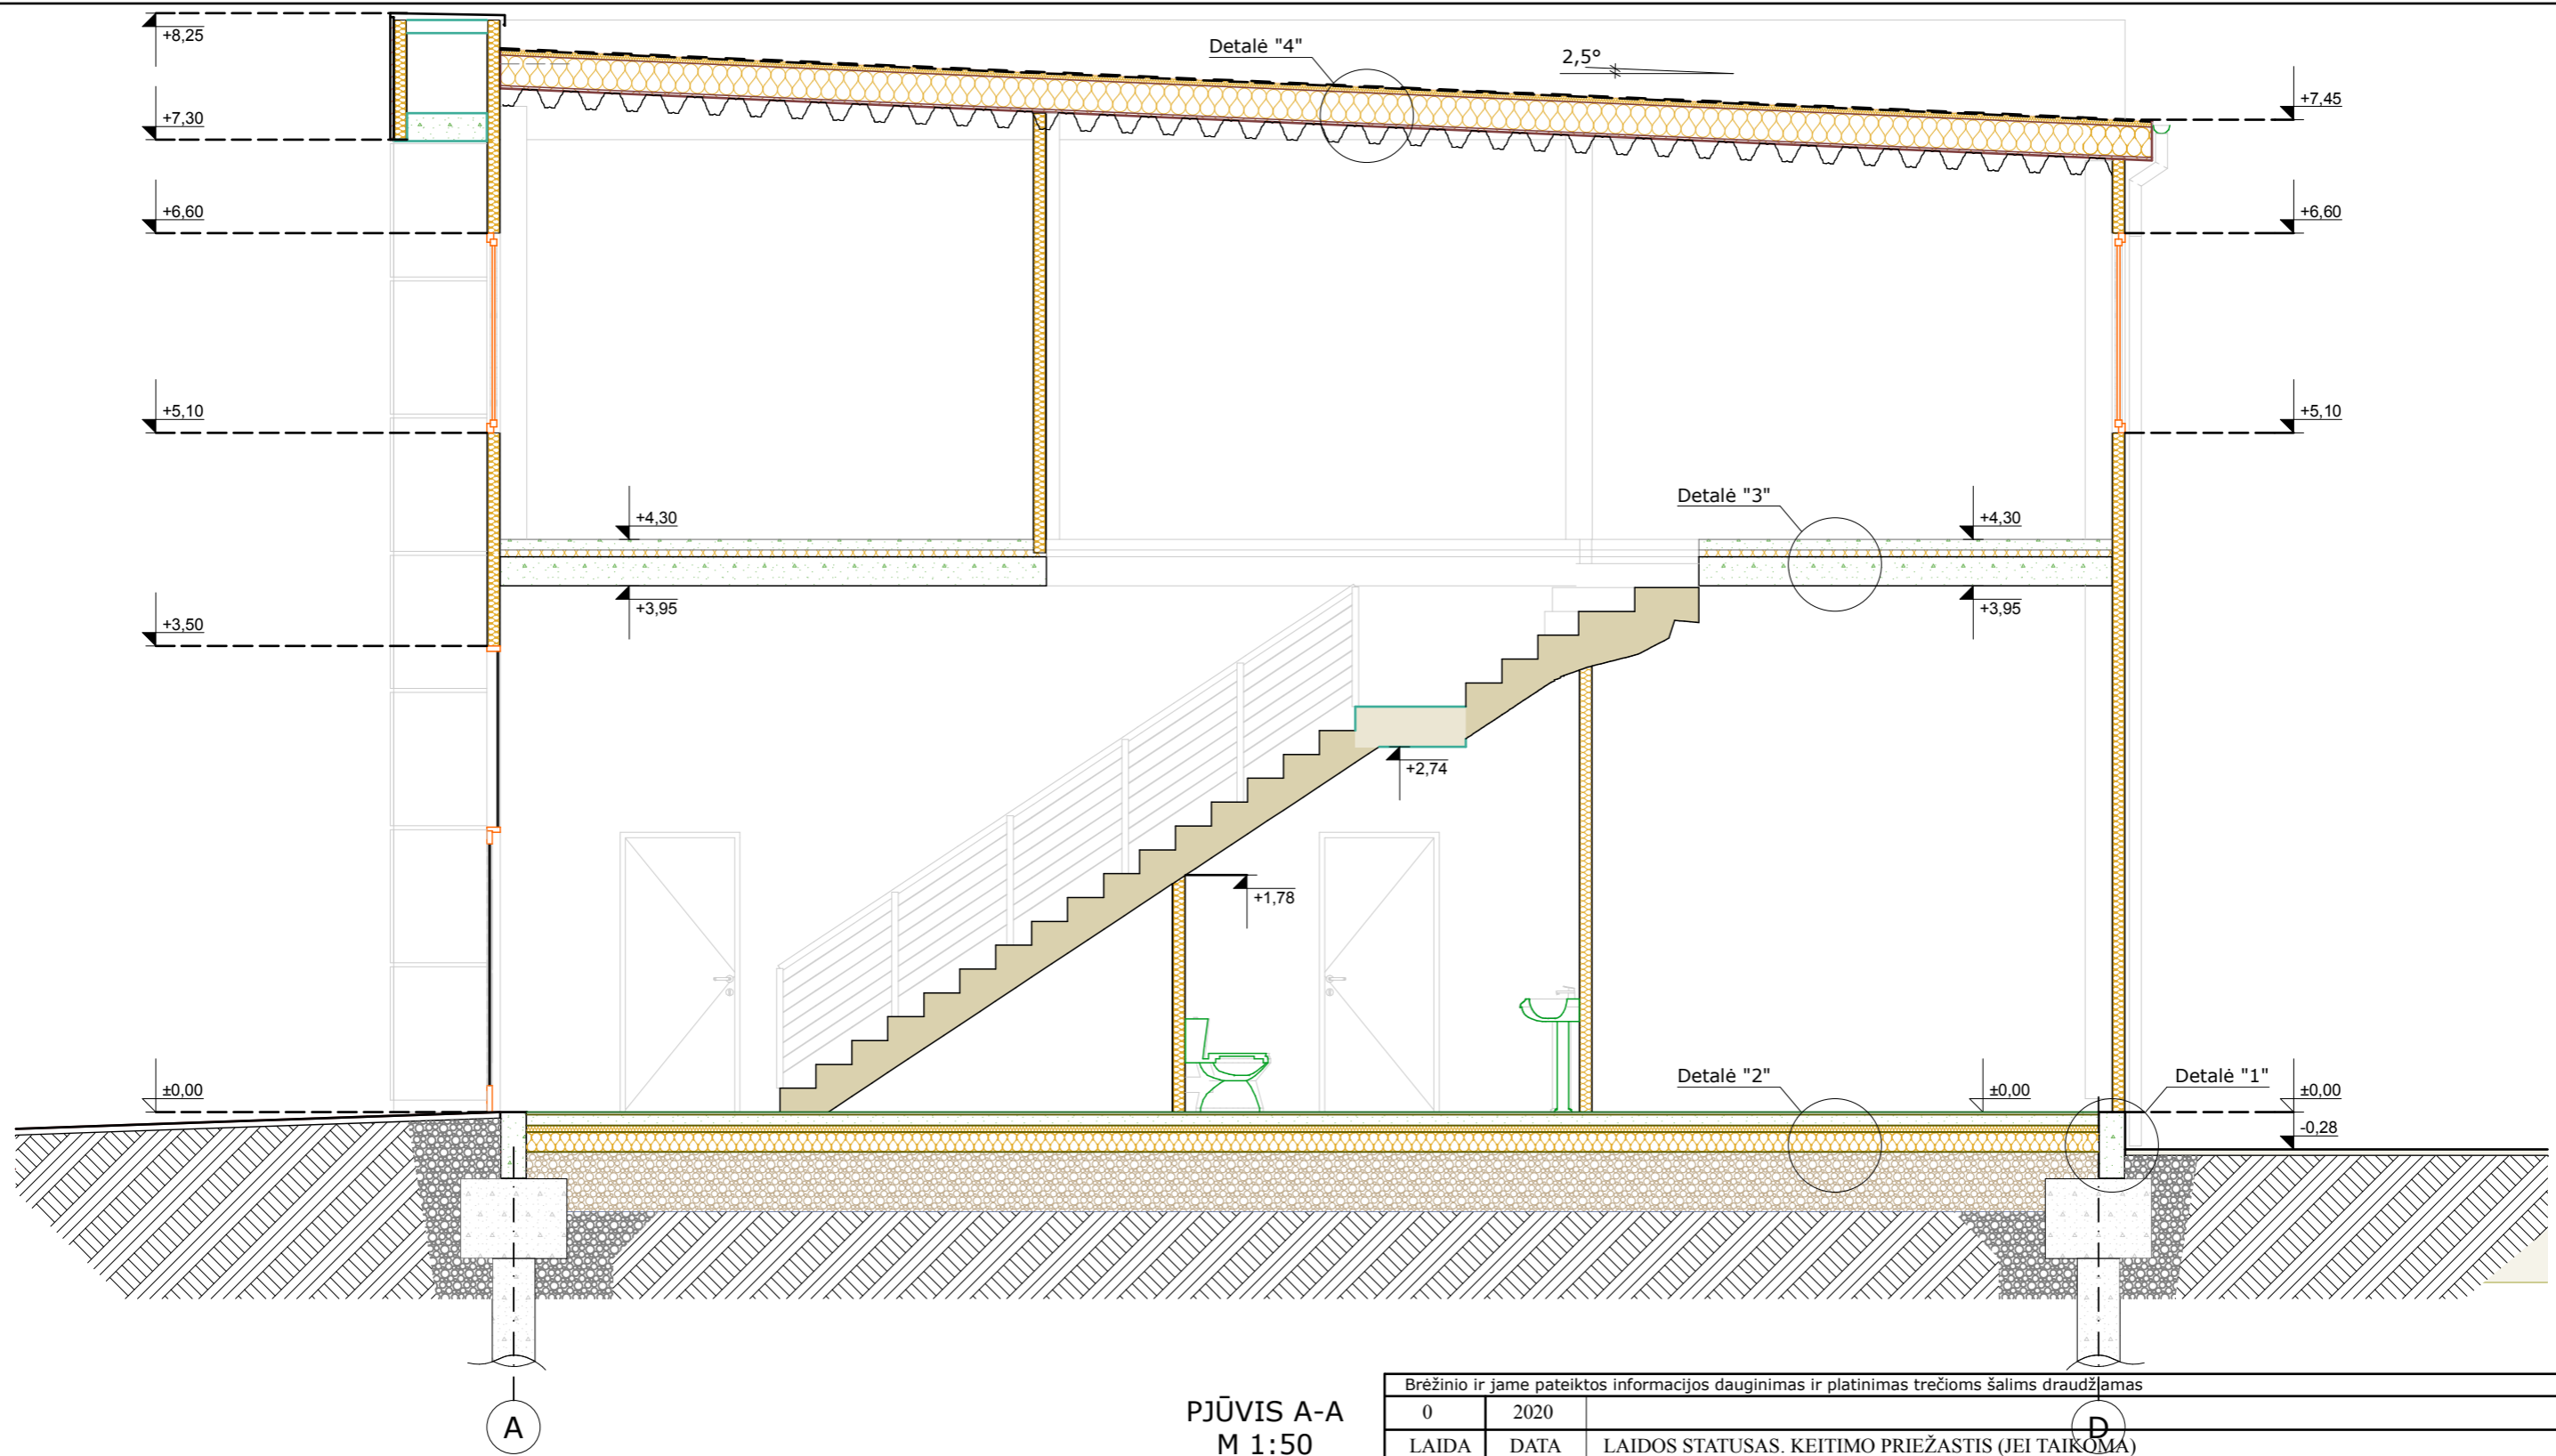 +8,25
Detalė "4"
2,5°
+7,30
+7,45
+6,60
+6,60
+5,10
+5,10
+4,30
Detalė "3"
+4,30
+3,95
+3,95
+3,50
+2,74
+1,78
±0,00
Detalė "2"
±0,00
Detalė "1"
±0,00
-0,28
A
D
PJŪVIS A-A
M 1:50
Brėžinio ir jame pateiktos informacijos dauginimas ir platinimas trečioms šalims draudžiamas
0 2020
LAIDA DATA LAIDOS STATUSAS. KEITIMO PRIEŽASTIS (JEI TAIKOMA)